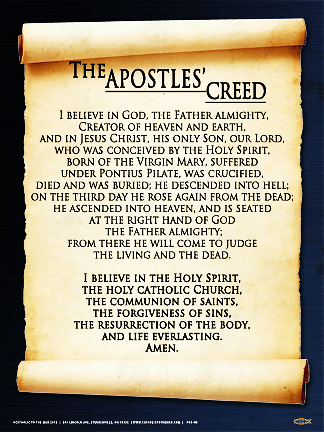 The Apostles' Creed
I believe in God, the Father almighty,
Creator of heaven and earth,
and in Jesus Christ, his only Son, our Lord,
who was conceived by the Holy Spirit,
born of the Virgin Mary, suffered
under Pontius Pilate, was crucified,
died and was buried; he descended into hell;
on the third day he rose again from the dead;
he ascended into heaven, and is seated
at the right hand of God
the Father almighty;
from there he will come to judge
the living and the dead.
I believe in the Holy Spirit,
the holy catholic Church,
the communion of saints,
the forgiveness of sins,
the resurrection of the body,
and life everlasting.
Amen.